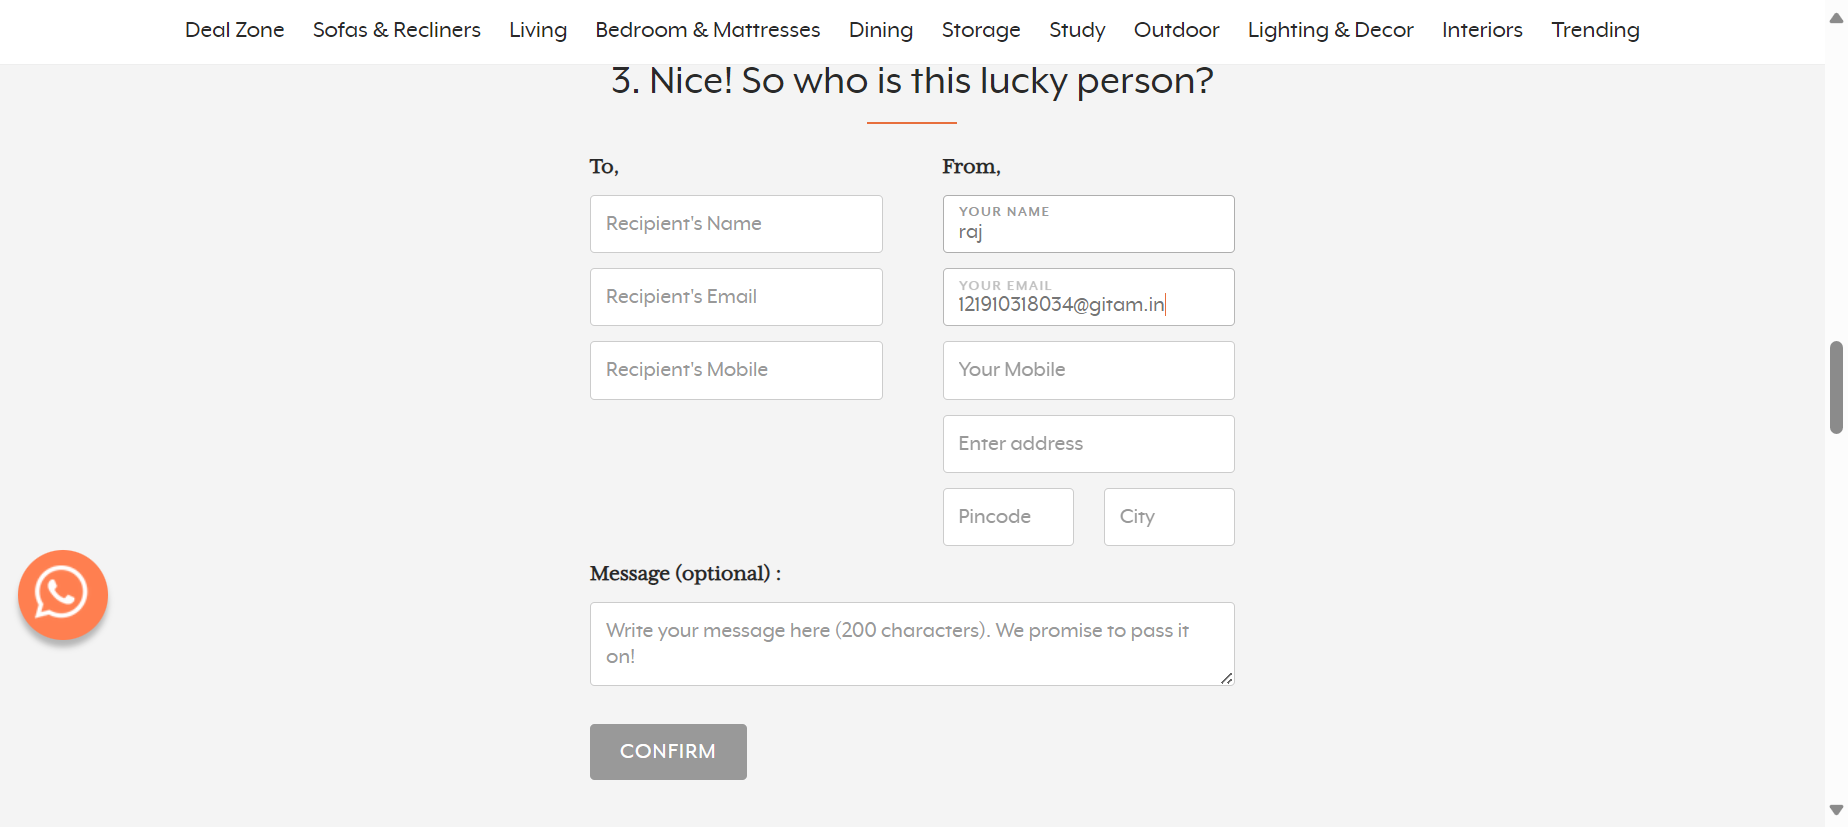 Deal Zone Sofas & Recliners Living Bedroom & Mattresses Dining Storage Study Outdoor Lighting & Decor Interiors Trending
3. Nice! So who is this lucky person?
To,
Recipient's Name
Recipient's Email
Recipient's Mobile
From,
YOUR NAME
raj
YOUR EMAIL
121910318034@gitam.in
Your Mobile
Enter address
Pincode City
Message (optional) :
Write your message here (200 characters). We promise to pass it
on!
CONFIRM